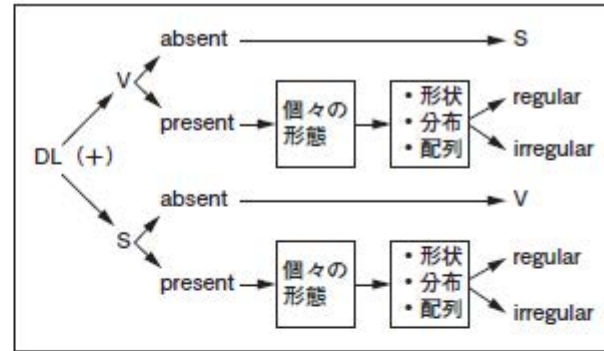 absent S
V
present 個々の形態 ・形状 ・分布 ・配列 regular irregular
DL (+)
absent V
S
present 個々の形態 ・形状 ・分布 ・配列 regular irregular